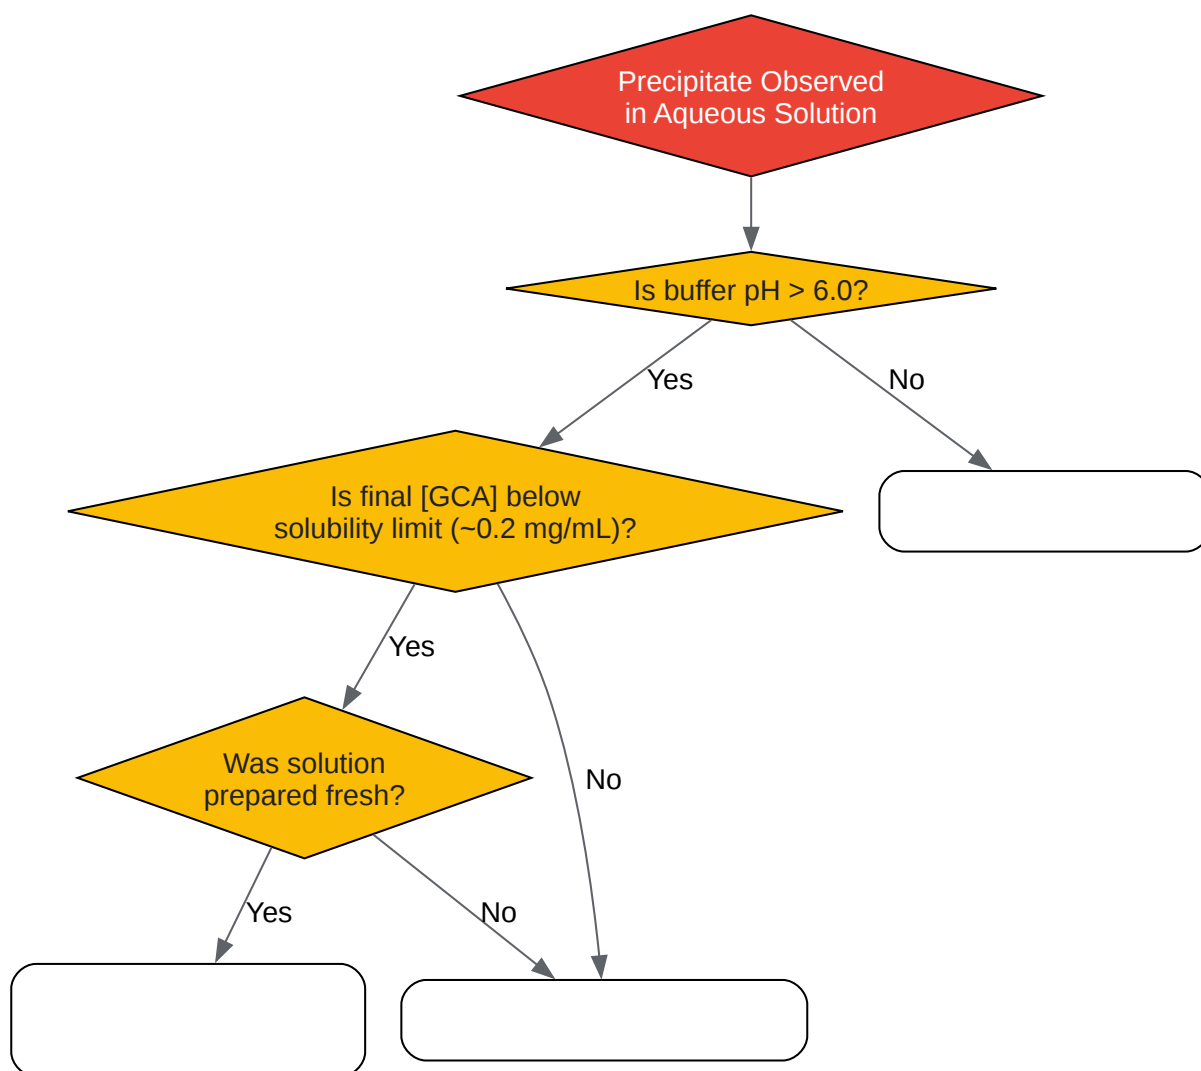 Precipitate Observed
in Aqueous Solution
Is buffer pH > 6.0?
Yes
No
Is final [GCA] below
solubility limit (~0.2 mg/mL)?
Yes
Was solution
prepared fresh?
No
Yes
No